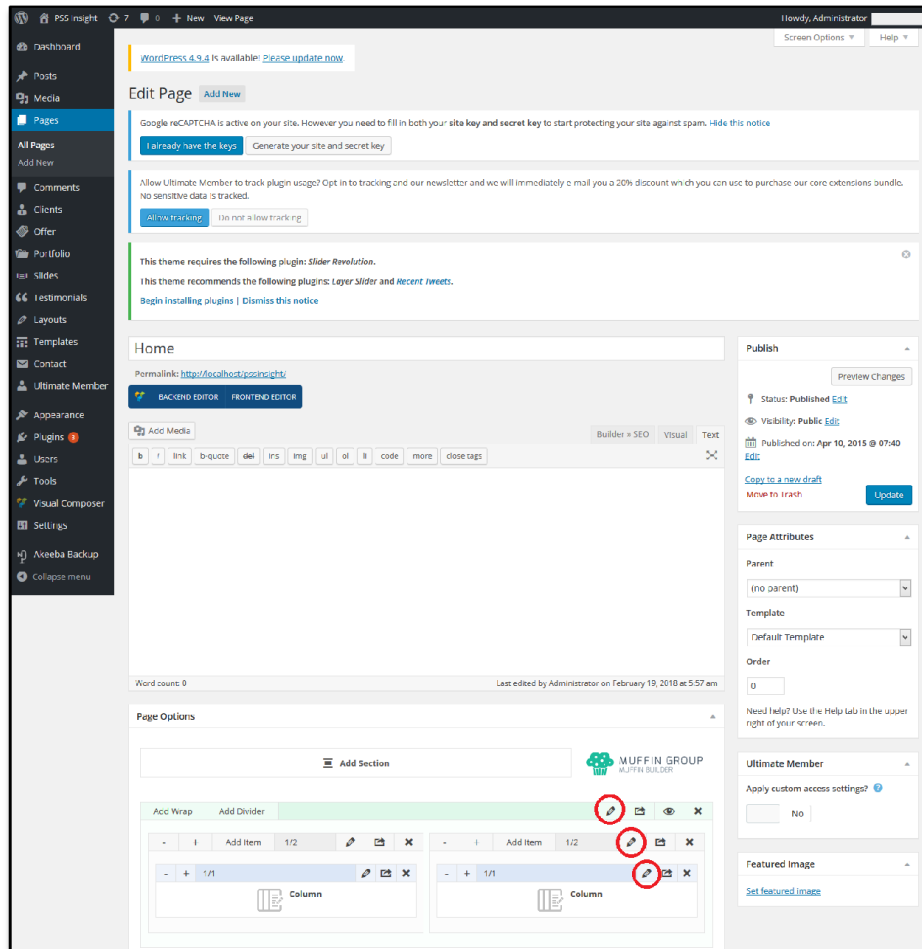 PSS Insight 7 0 + New View Page Howdy, Administrator
Screen Options Help
Dashboard
Posts
Media
Pages
All Pages
Add New
Comments
Clients
Offer
Portfolio
Slides
Testimonials
Layouts
Templates
Contact
Ultimate Member
Appearance
Plugins 3
Users
Tools
Visual Composer
Settings
Akeeba Backup
Collapse menu
WordPress 4.9.4 is available! Please update now.
Edit Page Add New
Google reCAPTCHA is active on your site. However you need to fill in both your site key and secret key to start protecting your site against spam. Hide this notice
I already have the keys Generate your site and secret key
Allow Ultimate Member to track plugin usage? Opt in to tracking and our newsletter and we will immediately e-mail you a 20% discount which you can use to purchase our core extensions bundle.
No sensitive data is tracked.
Allow tracking Do not allow tracking
This theme requires the following plugin: Slider Revolution.
This theme recommends the following plugins: Layer Slider and Recent Tweets.
Begin installing plugins | Dismiss this notice
Home
Permalink: http://localhost/pssinsight/
BACKEND EDITOR FRONTEND EDITOR
Add Media
Builder » SEO Visual Text
b i link b-quote del ins img ul ol li code more close tags
Word count: 0 Last edited by Administrator on February 19, 2018 at 5:57 am
Page Options
Add Section
MUFFIN GROUP
MUFFIN BUILDER
Add Wrap Add Divider
- + Add Item 1/2 - + Add Item 1/2
- + 1/1 - + 1/1
Column Column
Publish
Preview Changes
Status: Published Edit
Visibility: Public Edit
Published on: Apr 10, 2015 @ 07:40
Edit
Copy to a new draft
Move to Trash Update
Page Attributes
Parent
(no parent)
Template
Default Template
Order
0
Need help? Use the Help tab in the upper
right of your screen.
Ultimate Member
Apply custom access settings? ?
No
Featured Image
Set featured image